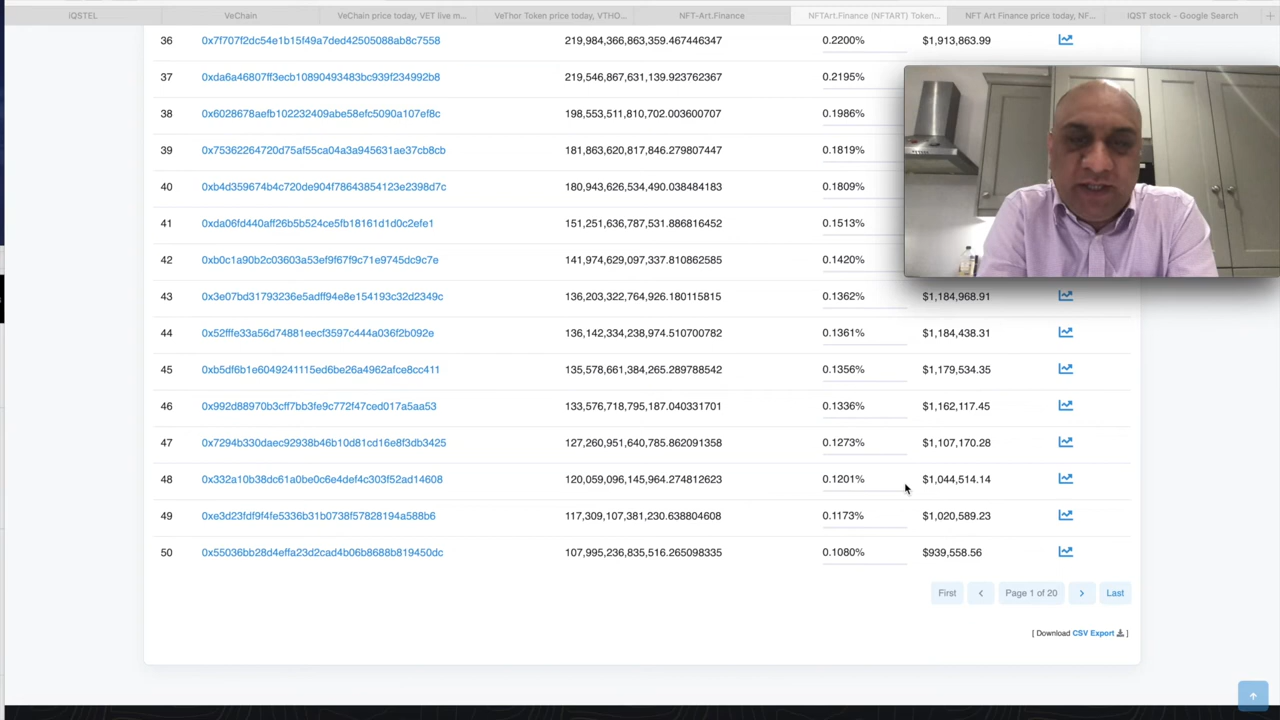 IQSTEL VeChain VeChain price today, VET live m... VeThor Token price today, VTHO... NFT-Art.Finance NFTArt.Finance (NFTART) Token... NFT Art Finance price today, NF... IQST stock - Google Search +
36 0x7f707f2dc54e1b15f49a7ded42505088ab8c7558 219,984,366,863,359.467446347 0.2200% $1,913,863.99
37 0xda6a46807ff3ecb10890493483bc939f234992b8 219,546,867,631,139.923762367 0.2195%
38 0x6028678aefb102232409abe58efc5090a107ef8c 198,553,511,810,702.003600707 0.1986%
39 0x75362264720d75af55ca04a3a945631ae37cb8cb 181,863,620,817,846.279807447 0.1819%
40 0xb4d359674b4c720de904f78643854123e2398d7c 180,943,626,534,490.038484183 0.1809%
41 0xda06fd440aff26b5b524ce5fb18161d1d0c2efe1 151,251,636,787,531.886816452 0.1513%
42 0xb0c1a90b2c03603a53ef9f67f9c71e9745dc9c7e 141,974,629,097,337.810862585 0.1420%
43 0x3e07bd31793236e5adff94e8e154193c32d2349c 136,203,322,764,926.180115815 0.1362% $1,184,968.91
44 0x52fffe33a56d74881eecf3597c444a036f2b092e 136,142,334,238,974.510700782 0.1361% $1,184,438.31
45 0xb5df6b1e6049241115ed6be26a4962afce8cc411 135,578,661,384,265.289788542 0.1356% $1,179,534.35
46 0x992d88970b3cff7bb3fe9c772f47ced017a5aa53 133,576,718,795,187.040331701 0.1336% $1,162,117.45
47 0x7294b330daec92938b46b10d81cd16e8f3db3425 127,260,951,640,785.862091358 0.1273% $1,107,170.28
48 0x332a10b38dc61a0be0c6e4def4c303f52ad14608 120,059,096,145,964.274812623 0.1201% $1,044,514.14
49 0xe3d23fdf9f4fe5336b31b0738f57828194a588b6 117,309,107,381,230.638804608 0.1173% $1,020,589.23
50 0x55036bb28d4effa23d2cad4b06b8688b819450dc 107,995,236,835,516.265098335 0.1080% $939,558.56
First Page 1 of 20 Last
[ Download CSV Export ]